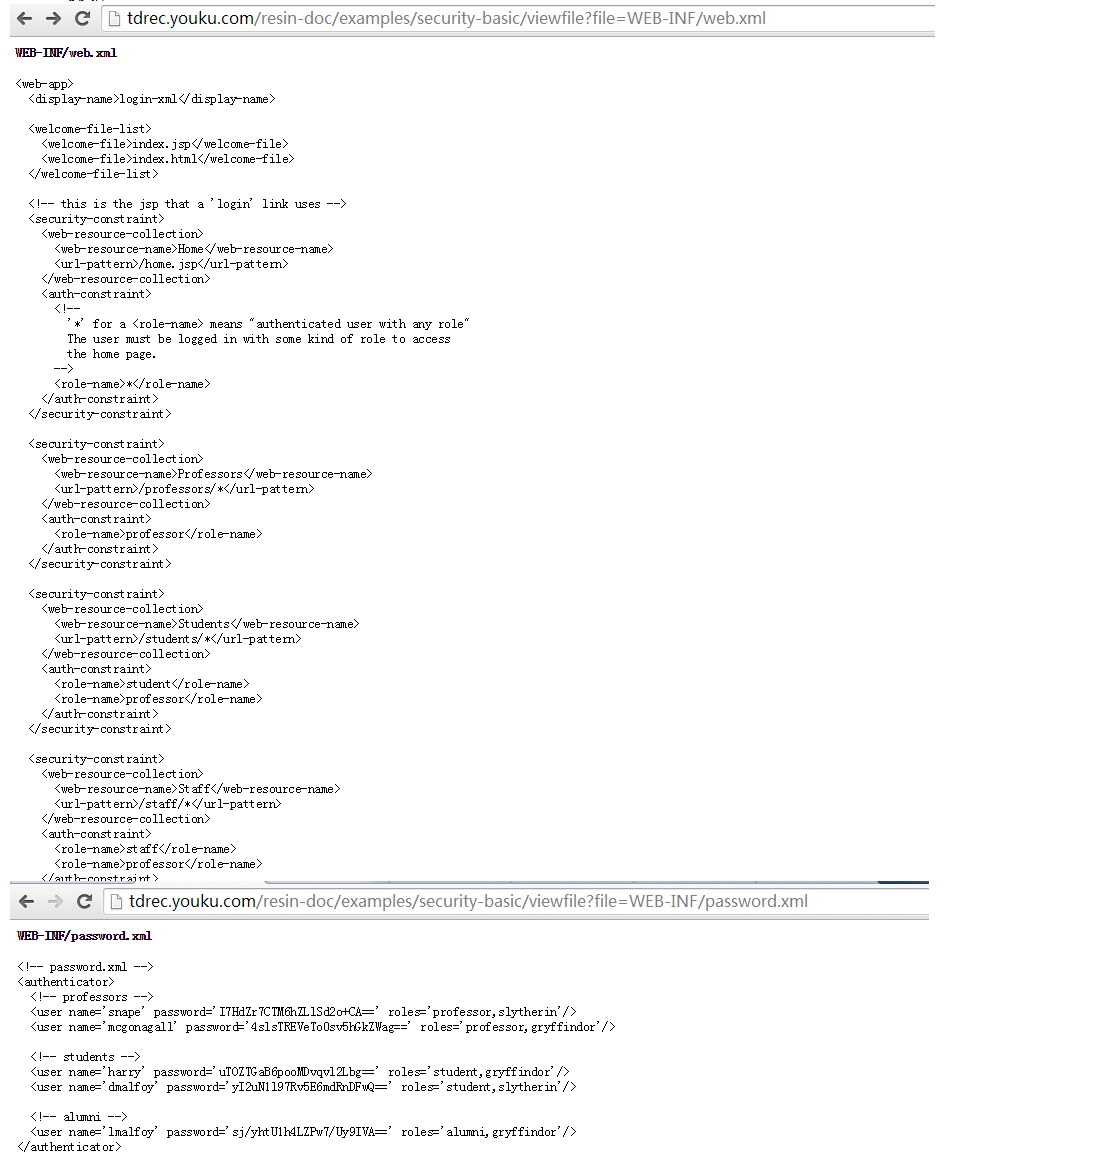 tdrec.youku.com/resin-doc/examples/security-basic/viewfile?file=WEB-INF/web.xml
WEB-INF/web.xml
<web-app>
<display-name>login-xml</display-name>
<welcome-file-list>
<welcome-file>index.jsp</welcome-file>
<welcome-file>index.html</welcome-file>
</welcome-file-list>
<!-- this is the jsp that a 'login' link uses -->
<security-constraint>
<web-resource-collection>
<web-resource-name>Home</web-resource-name>
<url-pattern>/home.jsp</url-pattern>
</web-resource-collection>
<auth-constraint>
<!--
'*' for a <role-name> means "authenticated user with any role"
The user must be logged in with some kind of role to access
the home page.
-->
<role-name>*</role-name>
</auth-constraint>
</security-constraint>
<security-constraint>
<web-resource-collection>
<web-resource-name>Professors</web-resource-name>
<url-pattern>/professors/*</url-pattern>
</web-resource-collection>
<auth-constraint>
<role-name>professor</role-name>
</auth-constraint>
</security-constraint>
<security-constraint>
<web-resource-collection>
<web-resource-name>Students</web-resource-name>
<url-pattern>/students/*</url-pattern>
</web-resource-collection>
<auth-constraint>
<role-name>student</role-name>
<role-name>professor</role-name>
</auth-constraint>
</security-constraint>
<security-constraint>
<web-resource-collection>
<web-resource-name>Staff</web-resource-name>
<url-pattern>/staff/*</url-pattern>
</web-resource-collection>
<auth-constraint>
<role-name>staff</role-name>
<role-name>professor</role-name>
</auth-constraint>
tdrec.youku.com/resin-doc/examples/security-basic/viewfile?file=WEB-INF/password.xml
WEB-INF/password.xml
<!-- password.xml -->
<authenticator>
<!-- professors -->
<user name='snape' password='I7HdZr7CTM6hZLlSd2o+CA==' roles='professor,slytherin'/>
<user name='mcgonagall' password='4slsTREVeTo0sv5hGkZWag==' roles='professor,gryffindor'/>
<!-- students -->
<user name='harry' password='uTOZTGaB6pooMDvqvl2Lbg==' roles='student,gryffindor'/>
<user name='dmalfoy' password='yI2uN1l97Rv5E6mdRnDFwQ==' roles='student,slytherin'/>
<!-- alumni -->
<user name='lmalfoy' password='sj/yhtU1h4LZPw7/Uy9IVA==' roles='alumni,gryffindor'/>
</authenticator>